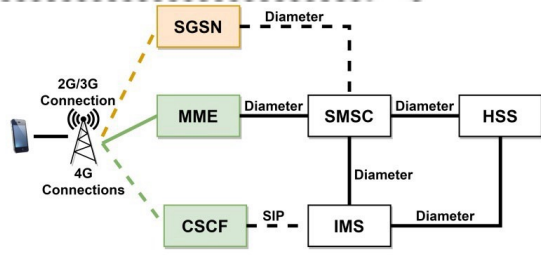 SGSN
Diameter
2G/3G
Connection
MME
Diameter
SMSC
Diameter
HSS
4G
Connections
Diameter
CSCF
SIP
IMS
Diameter